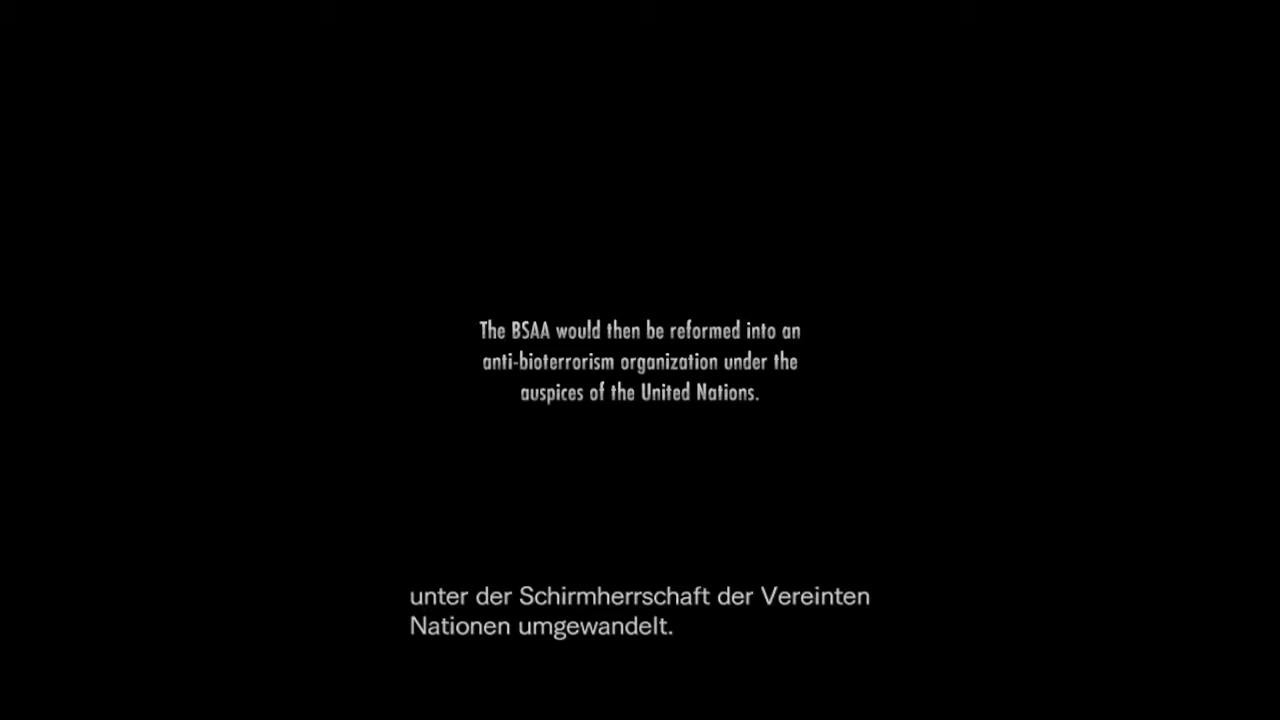 The BSAA would then be reformed into an
anti-bioterrorism organization under the
auspices of the United Nations.
unter der Schirmherrschaft der Vereinten
Nationen umgewandelt.